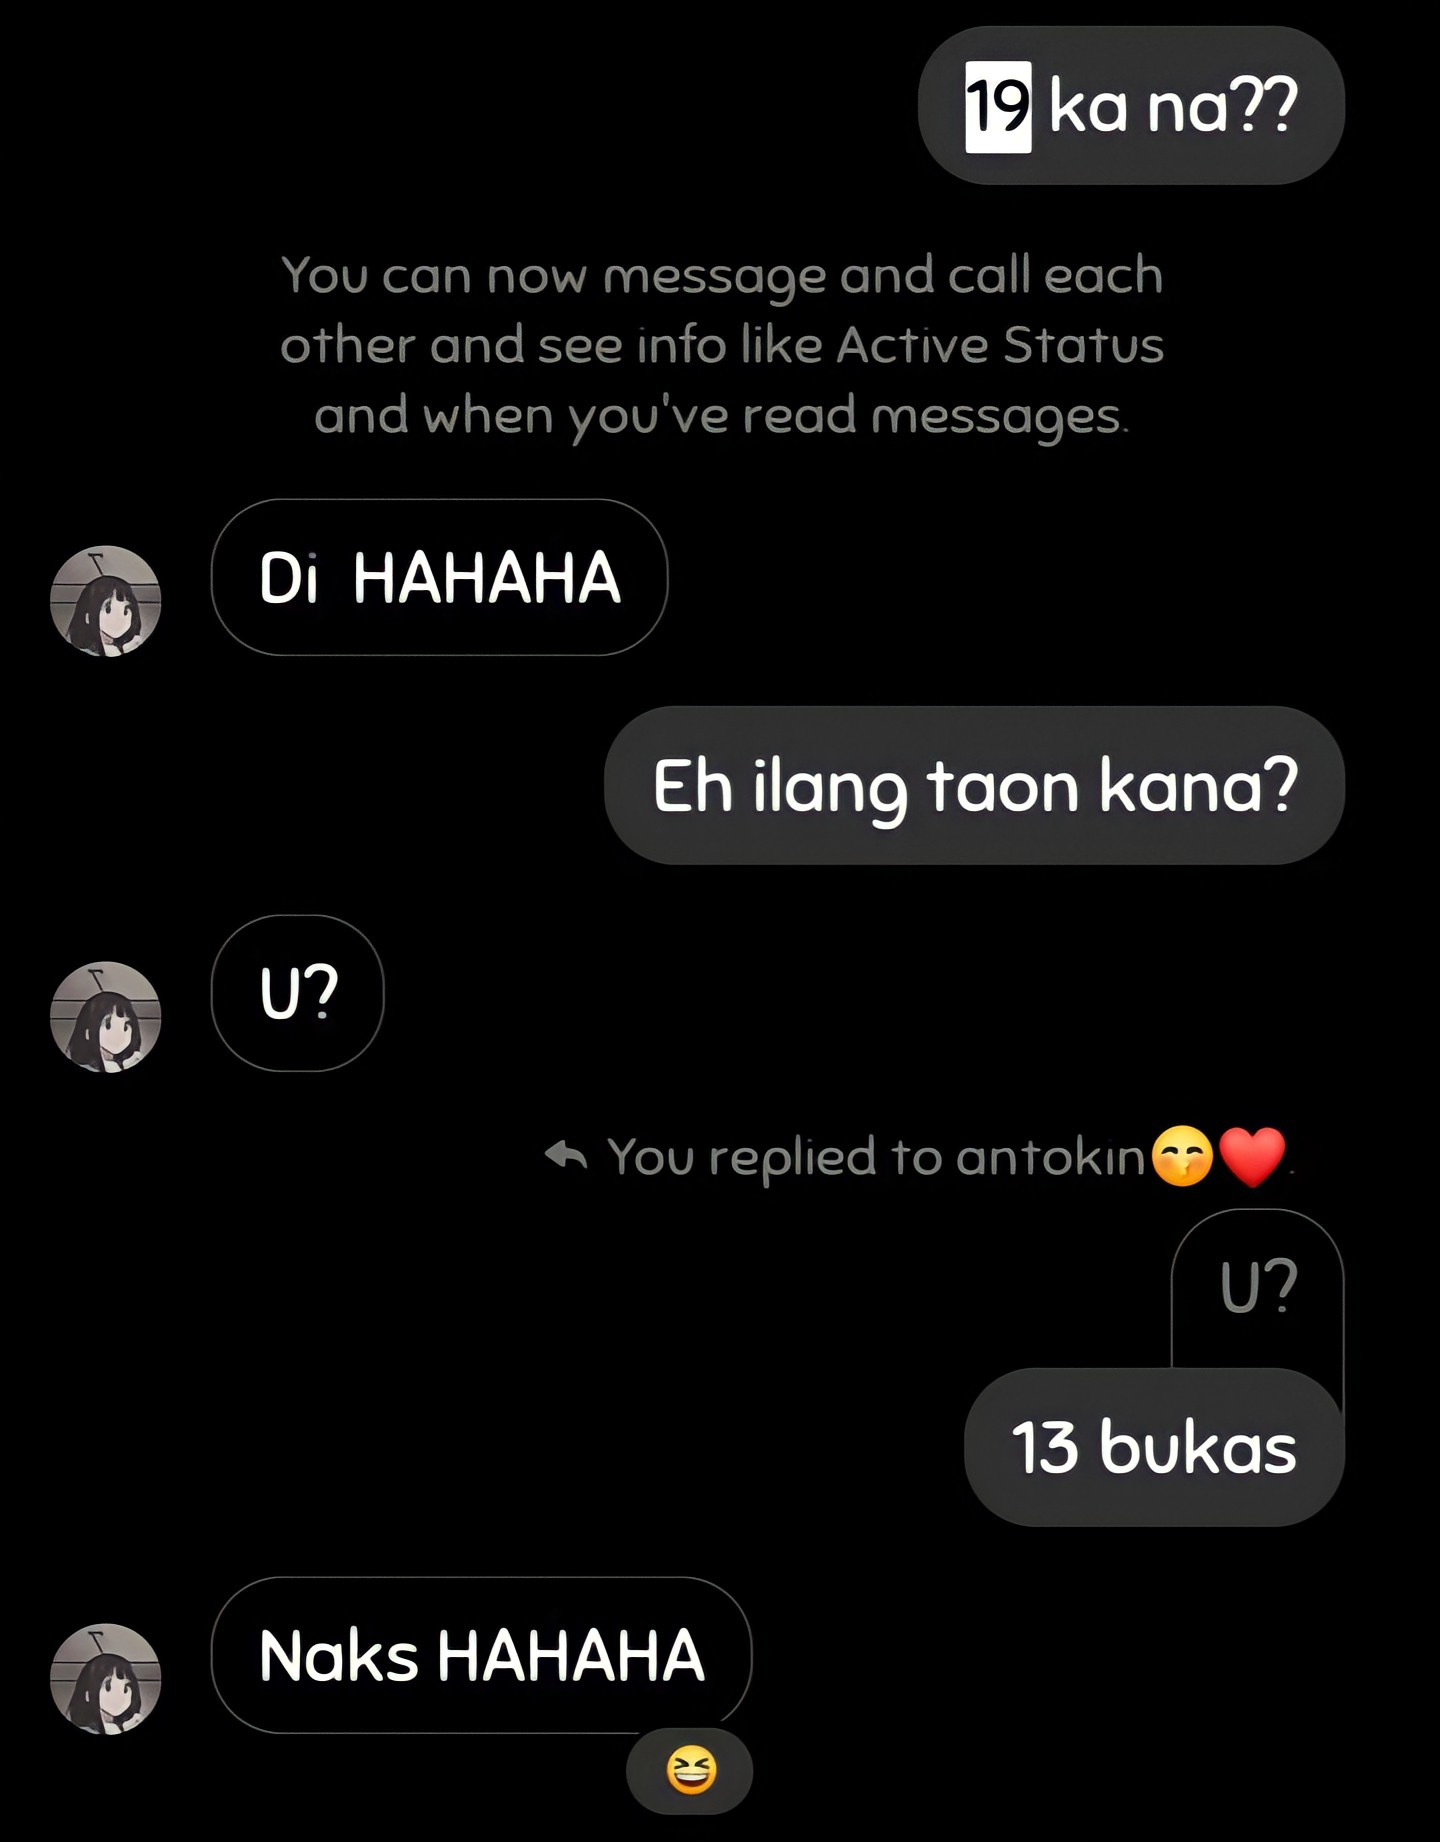 19 ka na??
You can now message and call each
other and see info like Active Status
and when you've read messages.
Di HAHAHA
Eh ilang taon kana?
U?
You replied to antokin😙❤️.
U?
13 bukas
Naks HAHAHA
😆